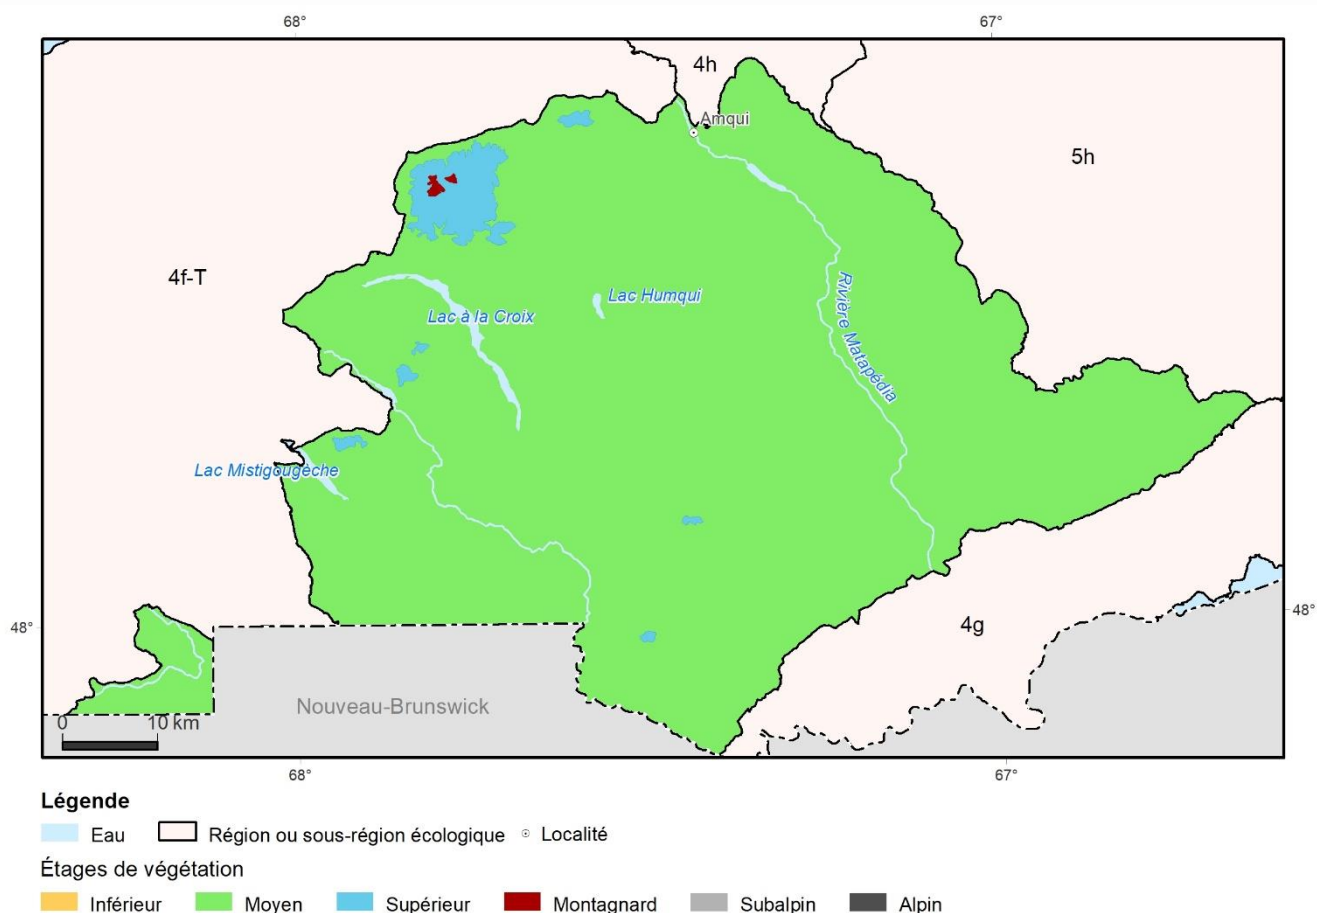 68° 67°
4h
Amqui
5h
4f-T
Lac Humqui
Lac à la Croix
Rivière Matapédia
Lac Mistigougèche
48° 48°
4g
Nouveau-Brunswick
0 10 km
68° 67°
Légende
Eau Région ou sous-région écologique Localité
Étages de végétation
Inférieur Moyen Supérieur Montagnard Subalpin Alpin